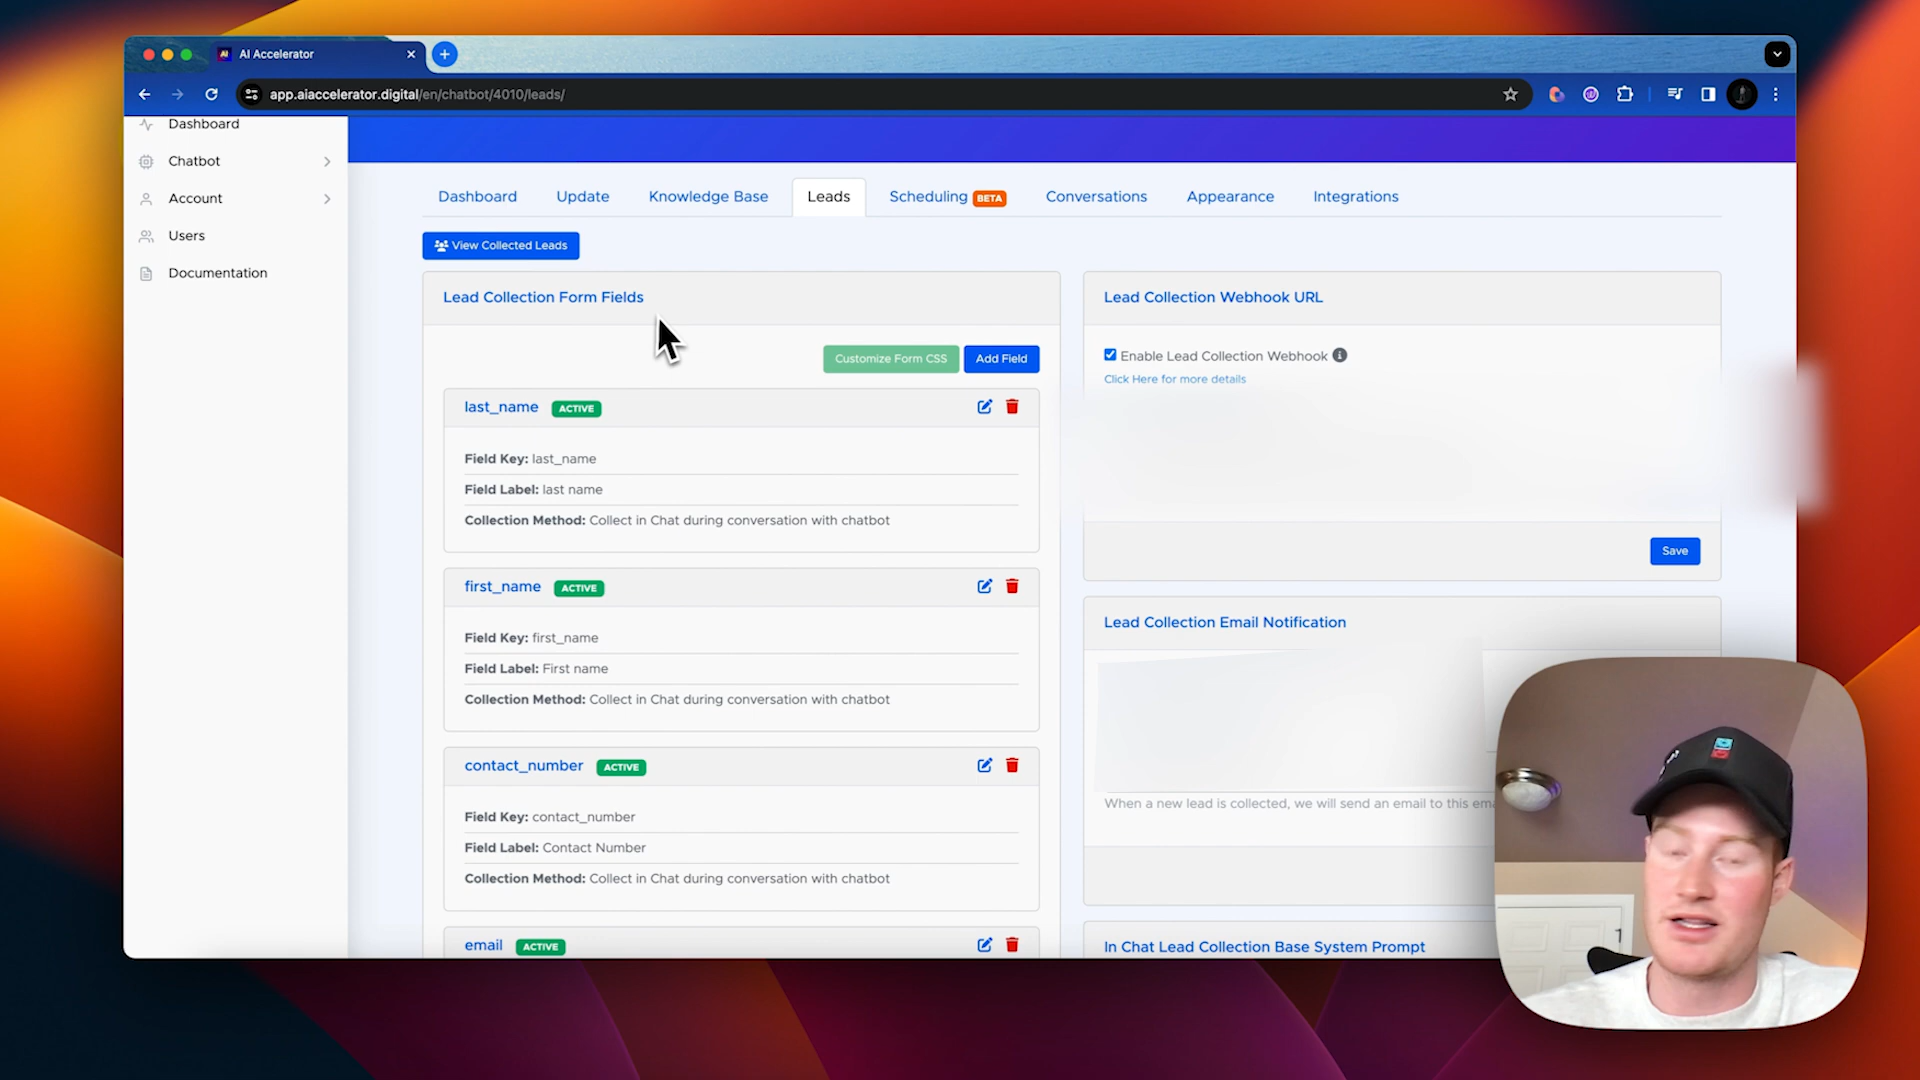 AI Accelerator
app.aiaccelerator.digital/en/chatbot/4010/leads/
Dashboard
Chatbot
Account
Users
Documentation
Dashboard
Update
Knowledge Base
Leads
Scheduling BETA
Conversations
Appearance
Integrations
View Collected Leads
Lead Collection Form Fields
Customize Form CSS
Add Field
last_name ACTIVE
Field Key: last_name
Field Label: last name
Collection Method: Collect in Chat during conversation with chatbot
first_name ACTIVE
Field Key: first_name
Field Label: First name
Collection Method: Collect in Chat during conversation with chatbot
contact_number ACTIVE
Field Key: contact_number
Field Label: Contact Number
Collection Method: Collect in Chat during conversation with chatbot
email ACTIVE
Lead Collection Webhook URL
Enable Lead Collection Webhook
Click Here for more details
Save
Lead Collection Email Notification
When a new lead is collected, we will send an email to this
In Chat Lead Collection Base System Prompt